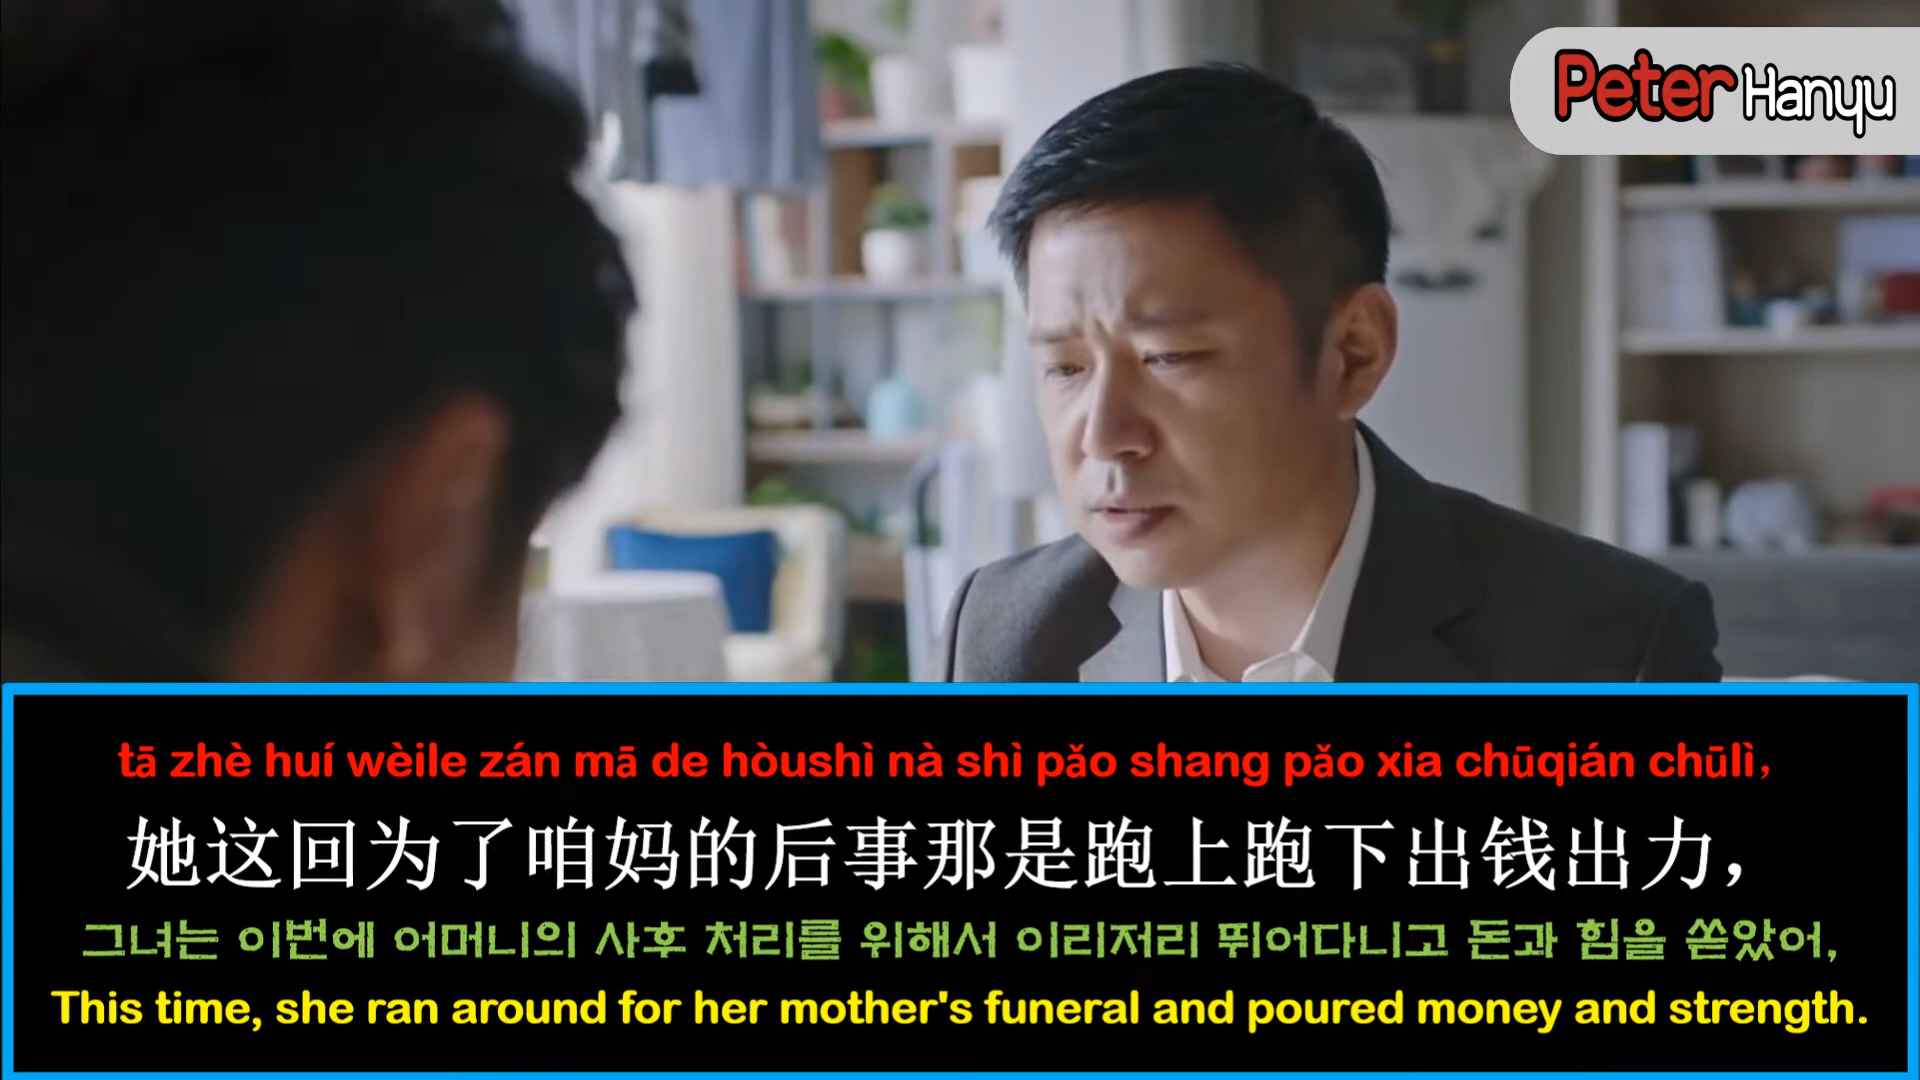 Peter Hanyu
tā zhè huí wèile zán mā de hòushì nà shì pǎo shang pǎo xia chūqián chūlì，
她这回为了咱妈的后事那是跑上跑下出钱出力，
그녀는 이번에 어머니의 사후 처리를 위해서 이리저리 뛰어다니고 돈과 힘을 쏟았어,
This time, she ran around for her mother's funeral and poured money and strength.